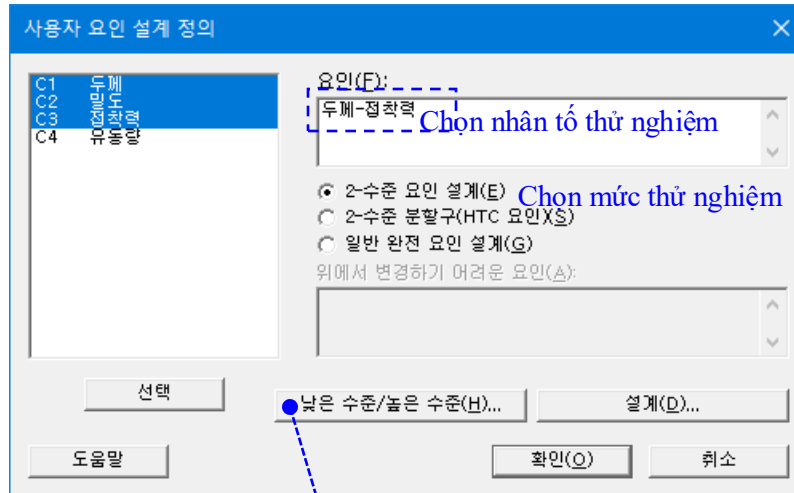 사용자 요인 설계 정의
C1 두께
C2 밀도
C3 접착력
C4 유동량
요인(F):
두께-접착력
Chọn nhân tố thử nghiệm
2-수준 요인 설계(E)
Chọn mức thử nghiệm
2-수준 분할구(HTC 요인)(S)
일반 완전 요인 설계(G)
위에서 변경하기 어려운 요인(A):
선택
낮은 수준/높은 수준(H)...
설계(D)...
도움말
확인(O)
취소